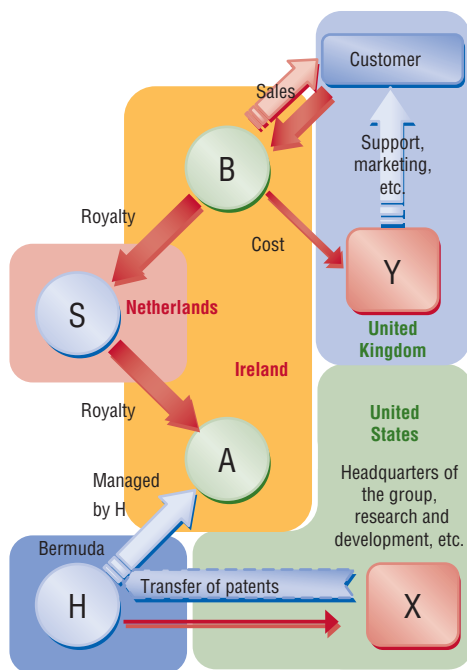 Customer
Sales
B
Support,
marketing,
etc.
Royalty
Cost
Y
S
Netherlands
United
Kingdom
Ireland
Royalty
United
States
A
Managed
by H
Headquarters of
the group,
research and
development, etc.
Bermuda
Transfer of patents
H
X